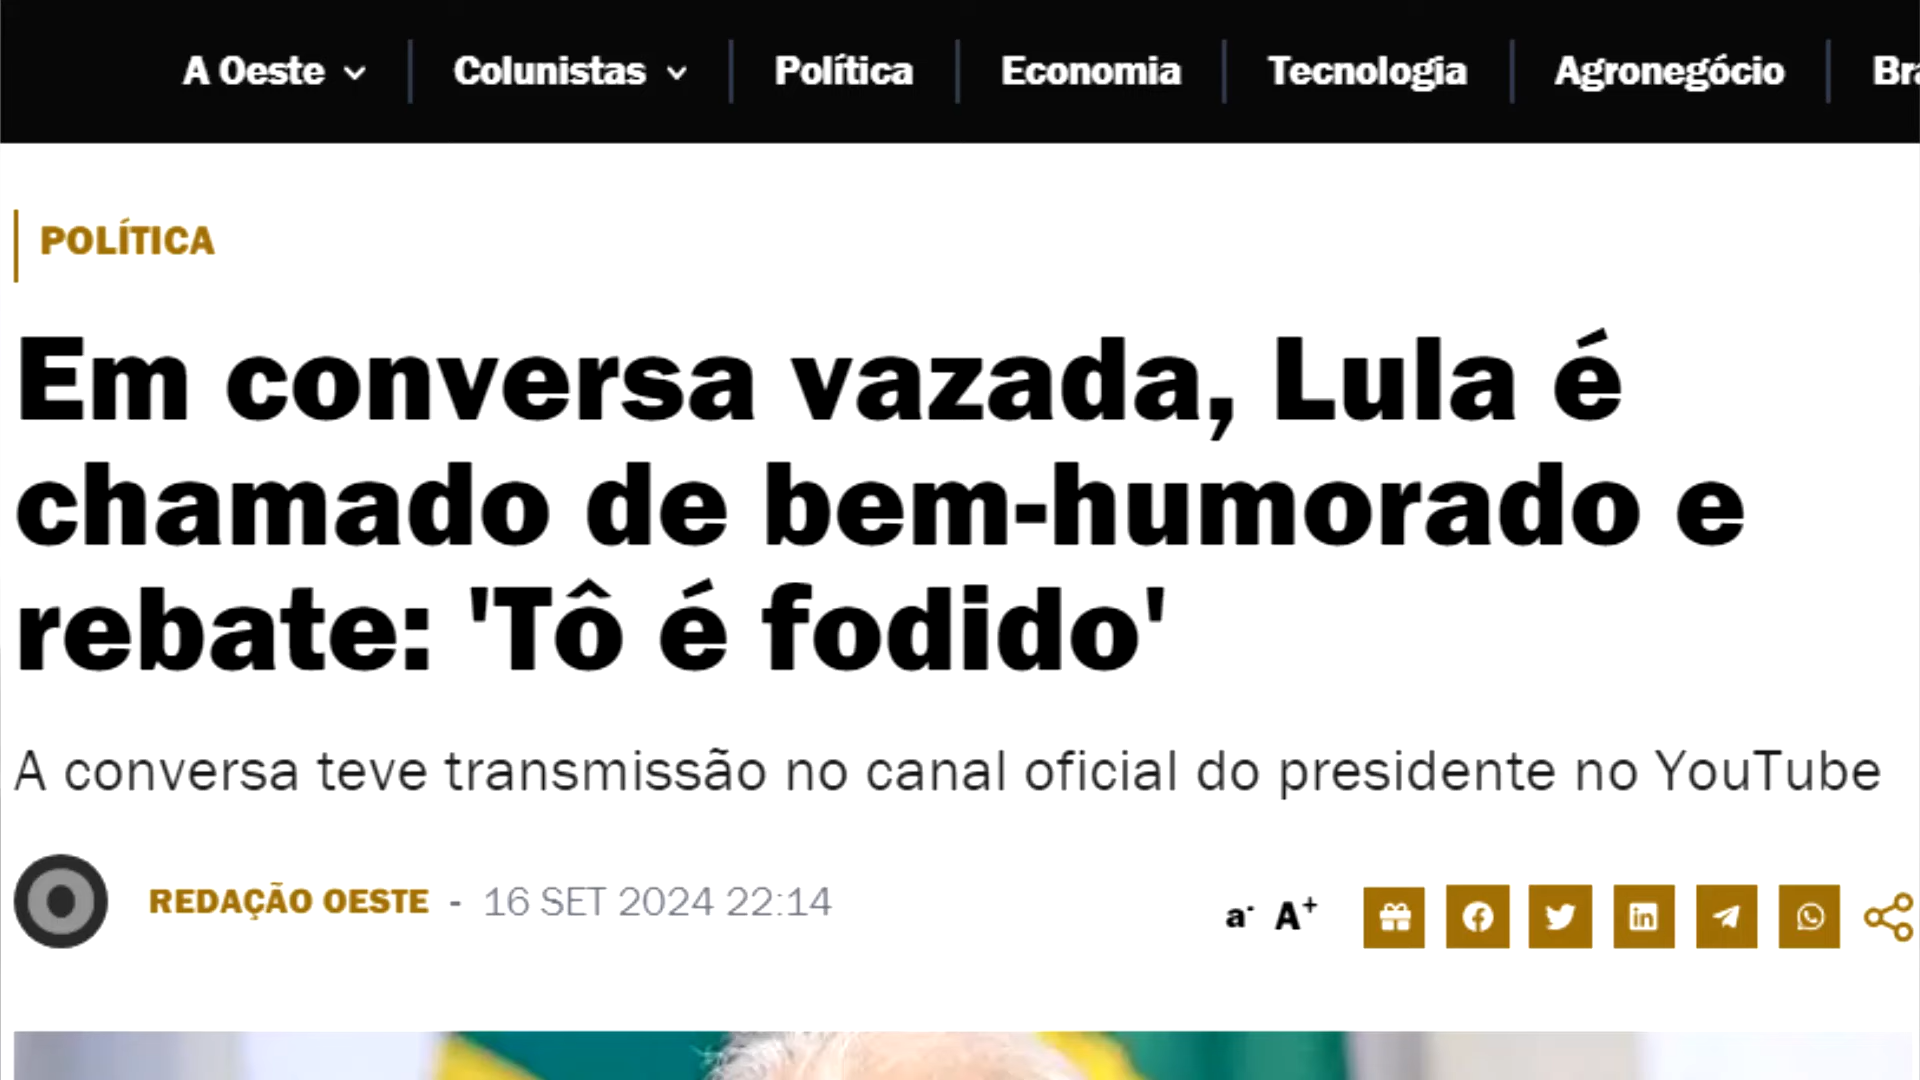 A Oeste
Colunistas
Política
Economia
Tecnologia
Agronegócio
Bra
POLÍTICA
Em conversa vazada, Lula é
chamado de bem-humorado e
rebate: 'Tô é fodido'
A conversa teve transmissão no canal oficial do presidente no YouTube
REDAÇÃO OESTE - 16 SET 2024 22:14
a- A+